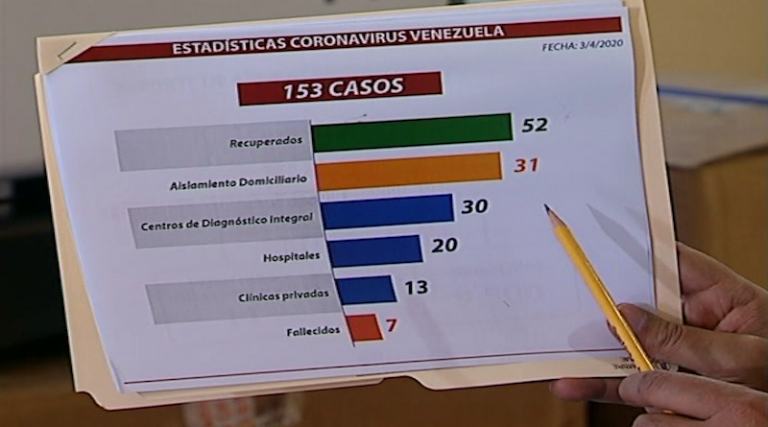 ESTADÍSTICAS CORONAVIRUS VENEZUELA
FECHA: 3/4/2020
153 CASOS
Recuperados 52
Aislamiento Domiciliario 31
Centros de Diagnóstico Integral 30
Hospitales 20
Clínicas privadas 13
Fallecidos 7